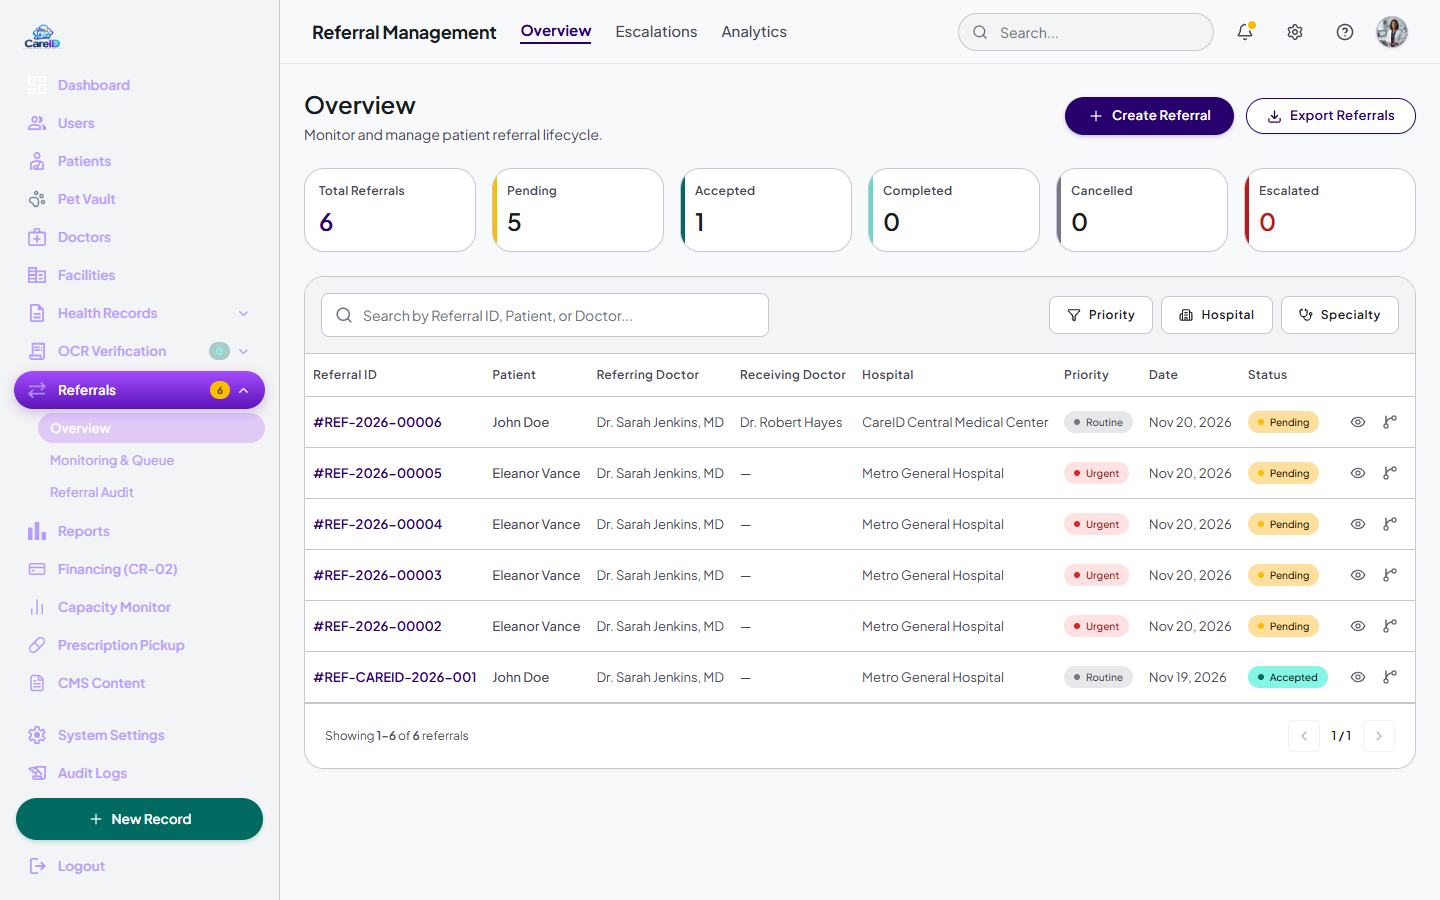 CareID
Dashboard
Users
Patients
Pet Vault
Doctors
Facilities
Health Records
OCR Verification 0
Referrals 6
Overview
Monitoring & Queue
Referral Audit
Reports
Financing (CR-02)
Capacity Monitor
Prescription Pickup
CMS Content
System Settings
Audit Logs
New Record
Logout
Referral Management Overview Escalations Analytics Search...
Overview
Monitor and manage patient referral lifecycle.
Create Referral Export Referrals
Total Referrals Pending Accepted Completed Cancelled Escalated
6 5 1 0 0 0
Search by Referral ID, Patient, or Doctor... Priority Hospital Specialty
Referral ID Patient Referring Doctor Receiving Doctor Hospital Priority Date Status
#REF-2026-00006 John Doe Dr. Sarah Jenkins, MD Dr. Robert Hayes CareID Central Medical Center Routine Nov 20, 2026 Pending
#REF-2026-00005 Eleanor Vance Dr. Sarah Jenkins, MD — Metro General Hospital Urgent Nov 20, 2026 Pending
#REF-2026-00004 Eleanor Vance Dr. Sarah Jenkins, MD — Metro General Hospital Urgent Nov 20, 2026 Pending
#REF-2026-00003 Eleanor Vance Dr. Sarah Jenkins, MD — Metro General Hospital Urgent Nov 20, 2026 Pending
#REF-2026-00002 Eleanor Vance Dr. Sarah Jenkins, MD — Metro General Hospital Urgent Nov 20, 2026 Pending
#REF-CAREID-2026-001 John Doe Dr. Sarah Jenkins, MD — Metro General Hospital Routine Nov 19, 2026 Accepted
Showing 1–6 of 6 referrals 1 / 1